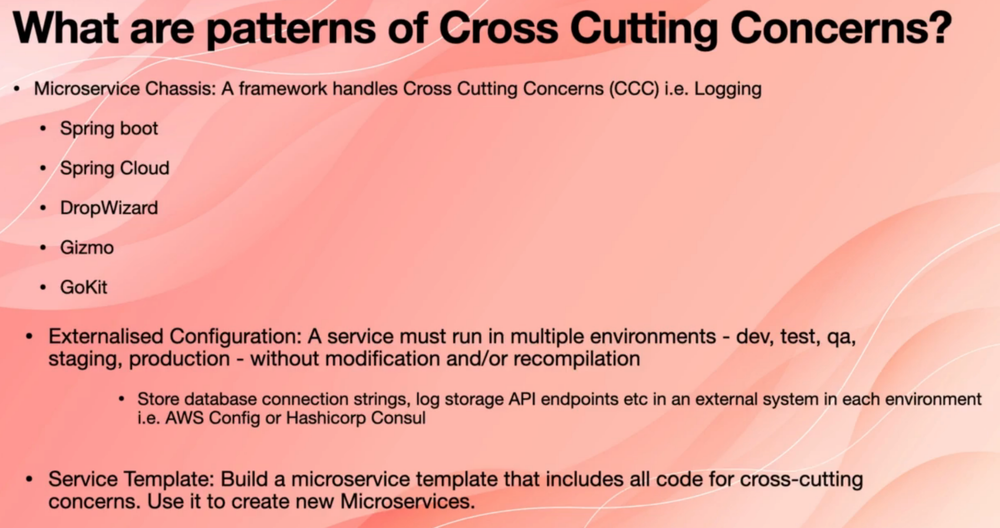 What are patterns of Cross Cutting Concerns?
• Microservice Chassis: A framework handles Cross Cutting Concerns (CCC) i.e. Logging
• Spring boot
• Spring Cloud
• DropWizard
• Gizmo
• GoKit
• Externalised Configuration: A service must run in multiple environments - dev, test, qa,
staging, production - without modification and/or recompilation
• Store database connection strings, log storage API endpoints etc in an external system in each environment
i.e. AWS Config or Hashicorp Consul
• Service Template: Build a microservice template that includes all code for cross-cutting
concerns. Use it to create new Microservices.